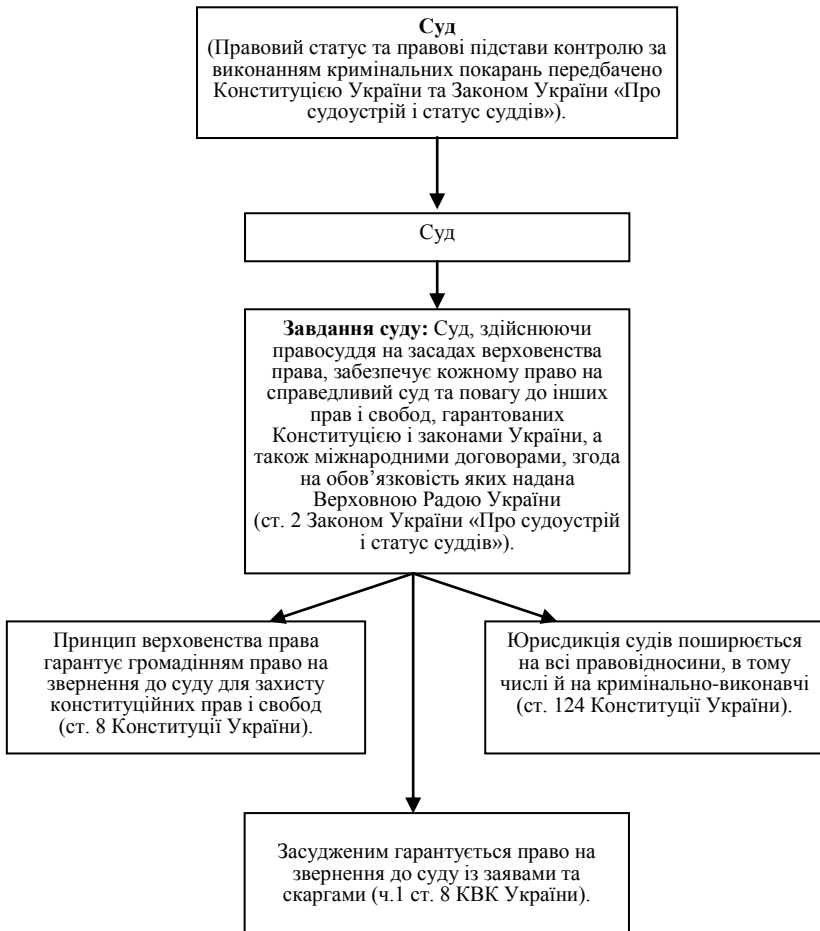 Суд
(Правовий статус та правові підстави контролю за
виконанням кримінальних покарань передбачено
Конституцією України та Законом України «Про
судоустрій і статус суддів»).
Суд
Завдання суду: Суд, здійснюючи
правосуддя на засадах верховенства
права, забезпечує кожному право на
справедливий суд та повагу до інших
прав і свобод, гарантованих
Конституцією і законами України, а
також міжнародними договорами, згода
на обов’язковість яких надана
Верховною Радою України
(ст. 2 Законом України «Про судоустрій
і статус суддів»).
Принцип верховенства права
гарантує громадінням право на
звернення до суду для захисту
конституційних прав і свобод
(ст. 8 Конституції України).
Юрисдикція судів поширюється
на всі правовідносини, в тому
числі й на кримінально-виконавчі
(ст. 124 Конституції України).
Засудженим гарантується право на
звернення до суду із заявами та
скаргами (ч.1 ст. 8 КВК України).